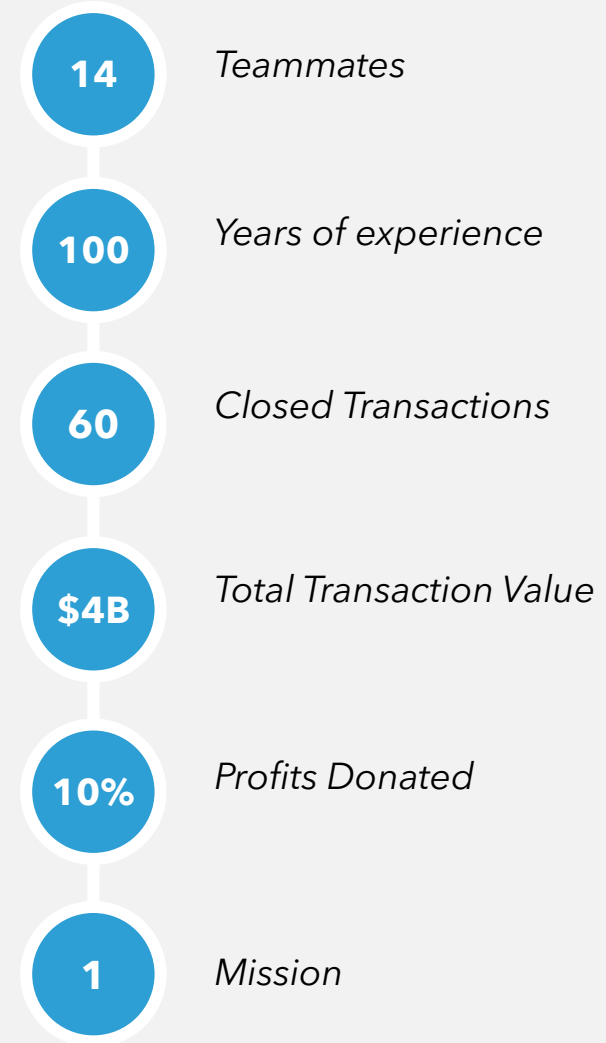 14
Teammates
100
Years of experience
60
Closed Transactions
$4B
Total Transaction Value
10%
Profits Donated
1
Mission